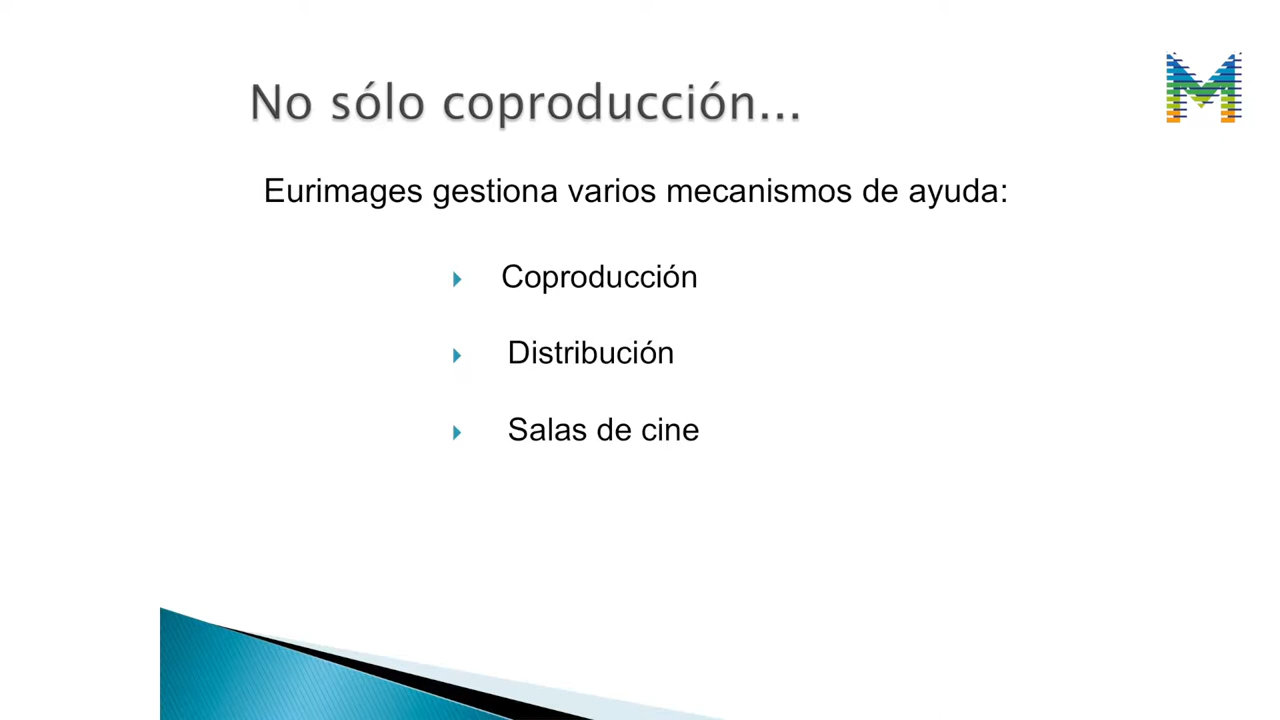 No sólo coproducción...
Eurimages gestiona varios mecanismos de ayuda:
Coproducción
Distribución
Salas de cine
M